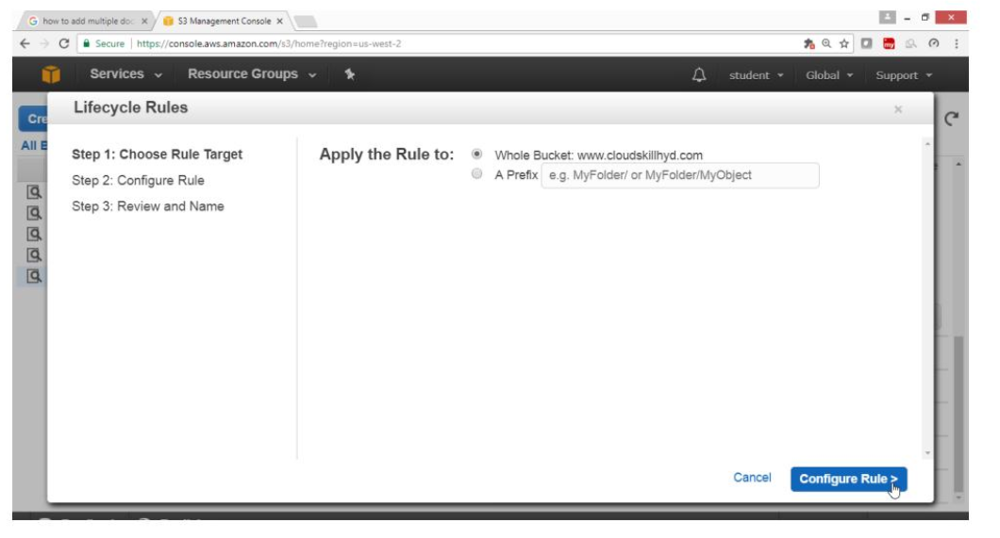 how to add multiple do
S3 Management Console
Secure | https://console.aws.amazon.com/s3/home?region=us-west-2
Services Resource Groups student Global Support
Lifecycle Rules
Cre
All B
Step 1: Choose Rule Target
Step 2: Configure Rule
Step 3: Review and Name
Apply the Rule to: Whole Bucket: www.cloudskillhyd.com
A Prefix e.g. MyFolder/ or MyFolder/MyObject
Cancel Configure Rule >